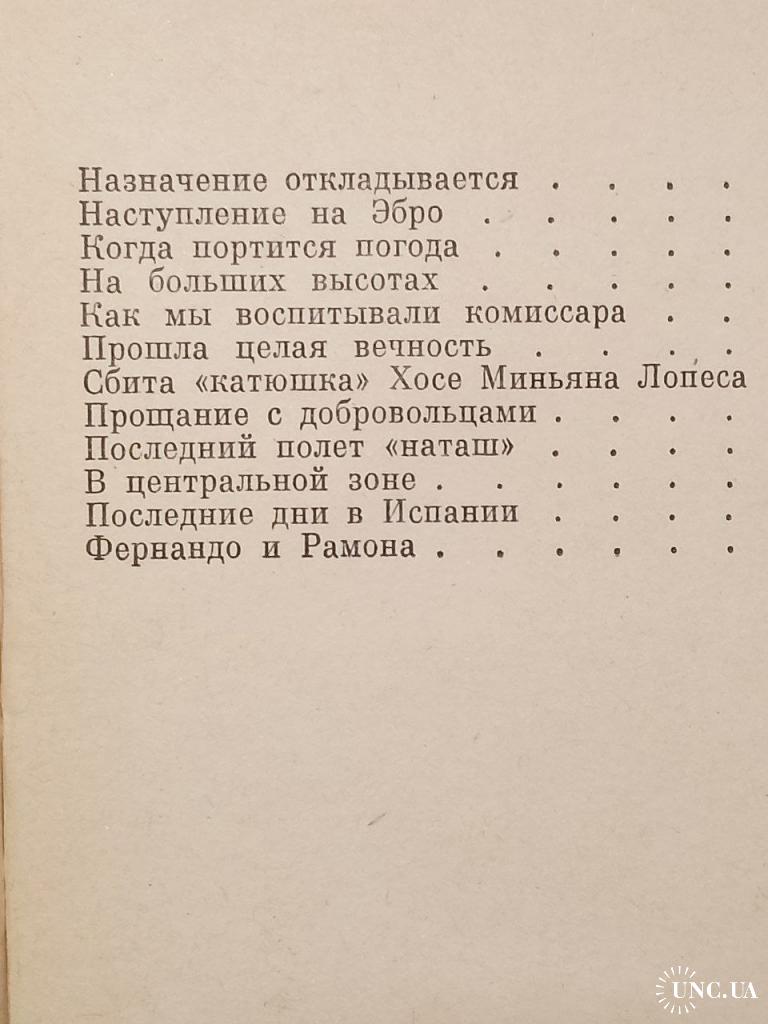 Назначение откладывается . . . .
Наступление на Эбро . . . . .
Когда портится погода . . . . .
На больших высотах . . . . .
Как мы воспитывали комиссара . .
Прошла целая вечность . . . .
Сбита «катюшка» Хосе Миньяна Лопеса
Прощание с добровольцами . . . .
Последний полет «наташ» . . . .
В центральной зоне . . . . . .
Последние дни в Испании . . . .
Фернандо и Рамона . . . . . .
UNC.UA